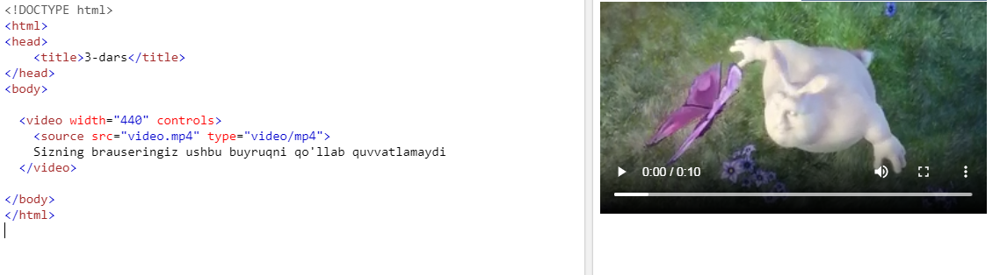 <!DOCTYPE html>
<html>
<head>
    <title>3-dars</title>
</head>
<body>

  <video width="440" controls>
    <source src="video.mp4" type="video/mp4">
    Sizning brauseringiz ushbu buyruqni qo'llab quvvatlamaydi
  </video>

</body>
</html>
0:00 / 0:10